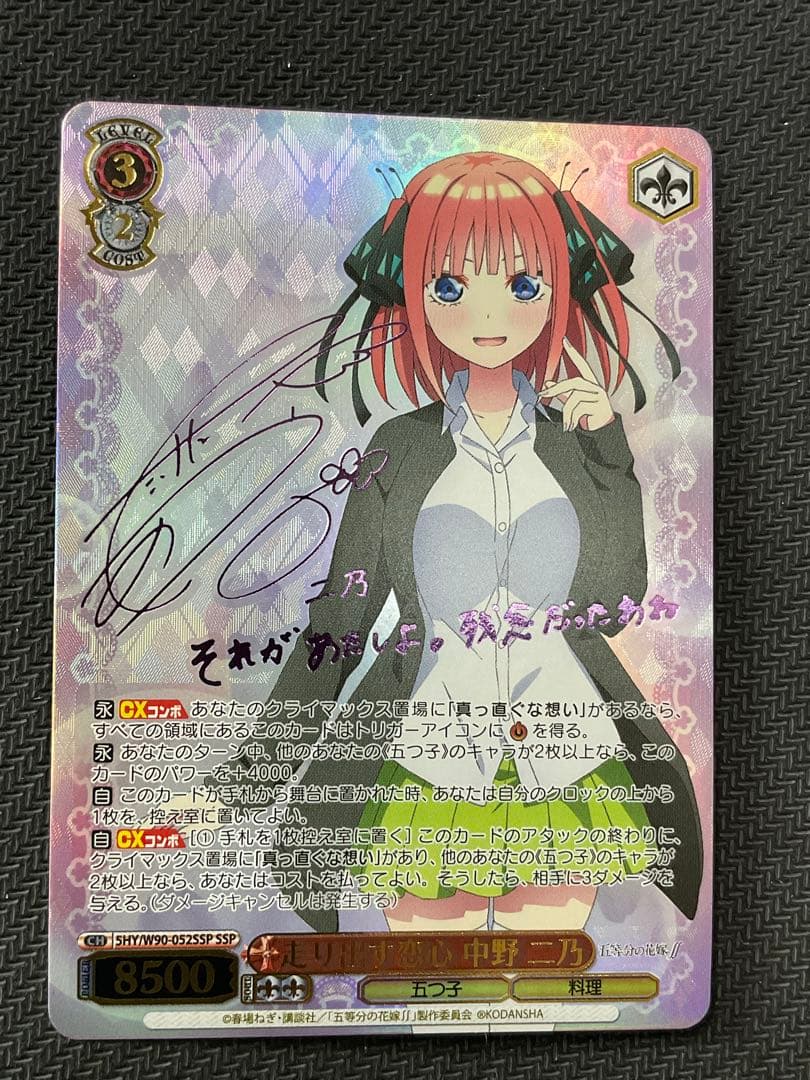 LEVEL
3
2
COST
二乃
それがあたしよ。残念だったわね
永 CXコンボ あなたのクライマックス置場に「真っ直ぐな想い」があるなら、
すべての領域にあるこのカードはトリガーアイコンに を得る。
永 あなたのターン中、他のあなたの《五つ子》のキャラが2枚以上なら、この
カードのパワーを+4000。
自 このカードが手札から舞台に置かれた時、あなたは自分のクロックの上から
1枚を、控え室に置いてよい。
自 CXコンボ [① 手札を1枚控え室に置く] このカードのアタックの終わりに、
クライマックス置場に「真っ直ぐな想い」があり、他のあなたの《五つ子》のキャラが
2枚以上なら、あなたはコストを払ってよい。そうしたら、相手に3ダメージを
与える。(ダメージキャンセルは発生する)
CH 5HY/W90-052SSP SSP
走り出す恋心 中野 二乃
五等分の花嫁∬
POWER 8500
SOUL
五つ子
料理
©春場ねぎ・講談社/「五等分の花嫁∬」製作委員会 ®KODANSHA